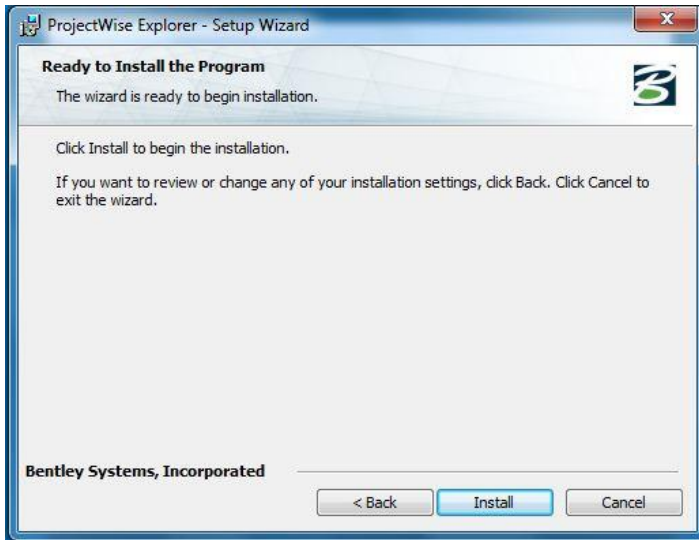 ProjectWise Explorer - Setup Wizard
Ready to Install the Program
The wizard is ready to begin installation.
Click Install to begin the installation.
If you want to review or change any of your installation settings, click Back. Click Cancel to
exit the wizard.
Bentley Systems, Incorporated
< Back Install Cancel